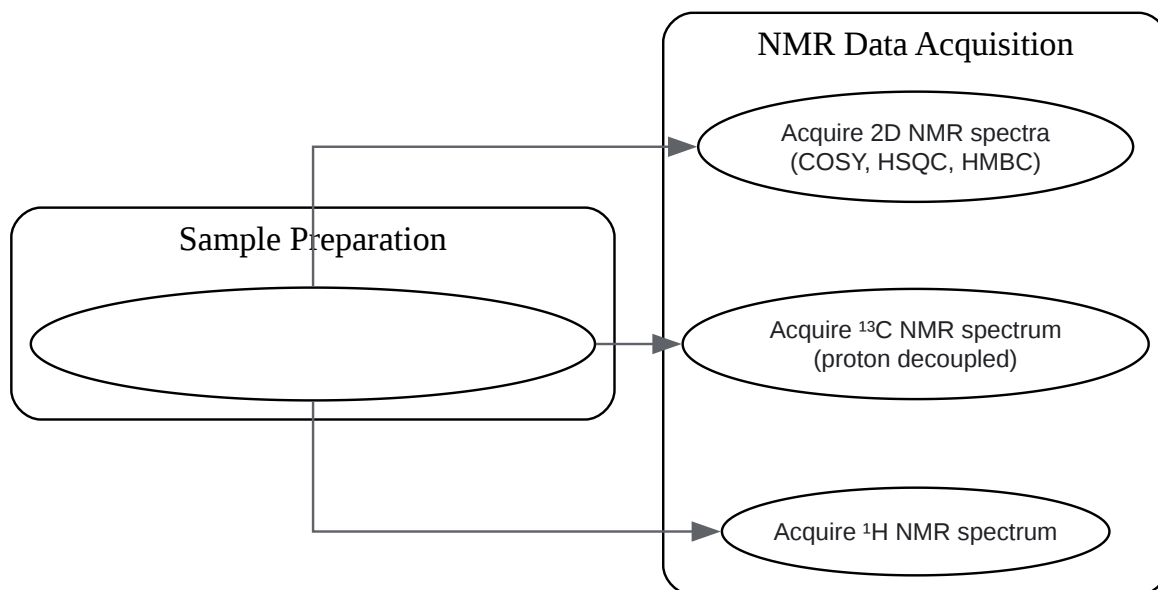 NMR Data Acquisition
Acquire 2D NMR spectra
(COSY, HSQC, HMBC)
Sample Preparation
Acquire ¹³C NMR spectrum
(proton decoupled)
Acquire ¹H NMR spectrum